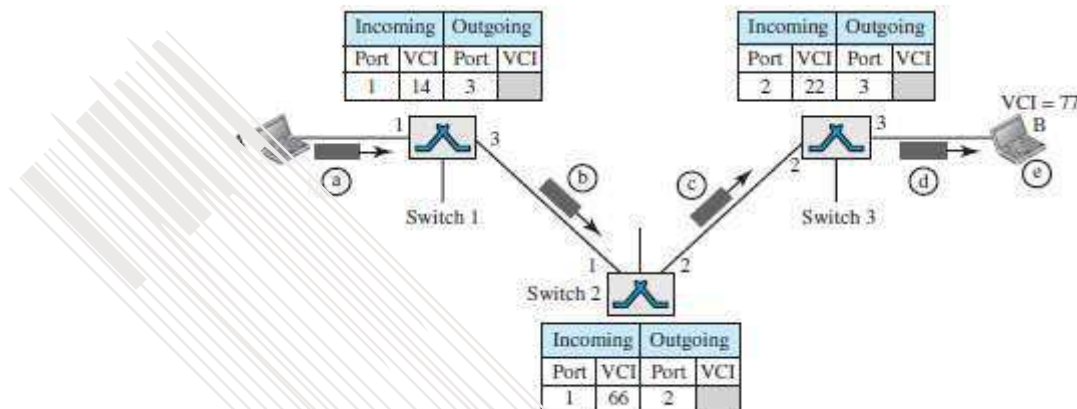 Incoming Outgoing
Port VCI Port VCI
1 14 3
Incoming Outgoing
Port VCI Port VCI
2 22 3
VCI = 77
B
1
3
3
2
a
b
c
d
e
Switch 1
Switch 3
1
2
Switch 2
Incoming Outgoing
Port VCI Port VCI
1 66 2